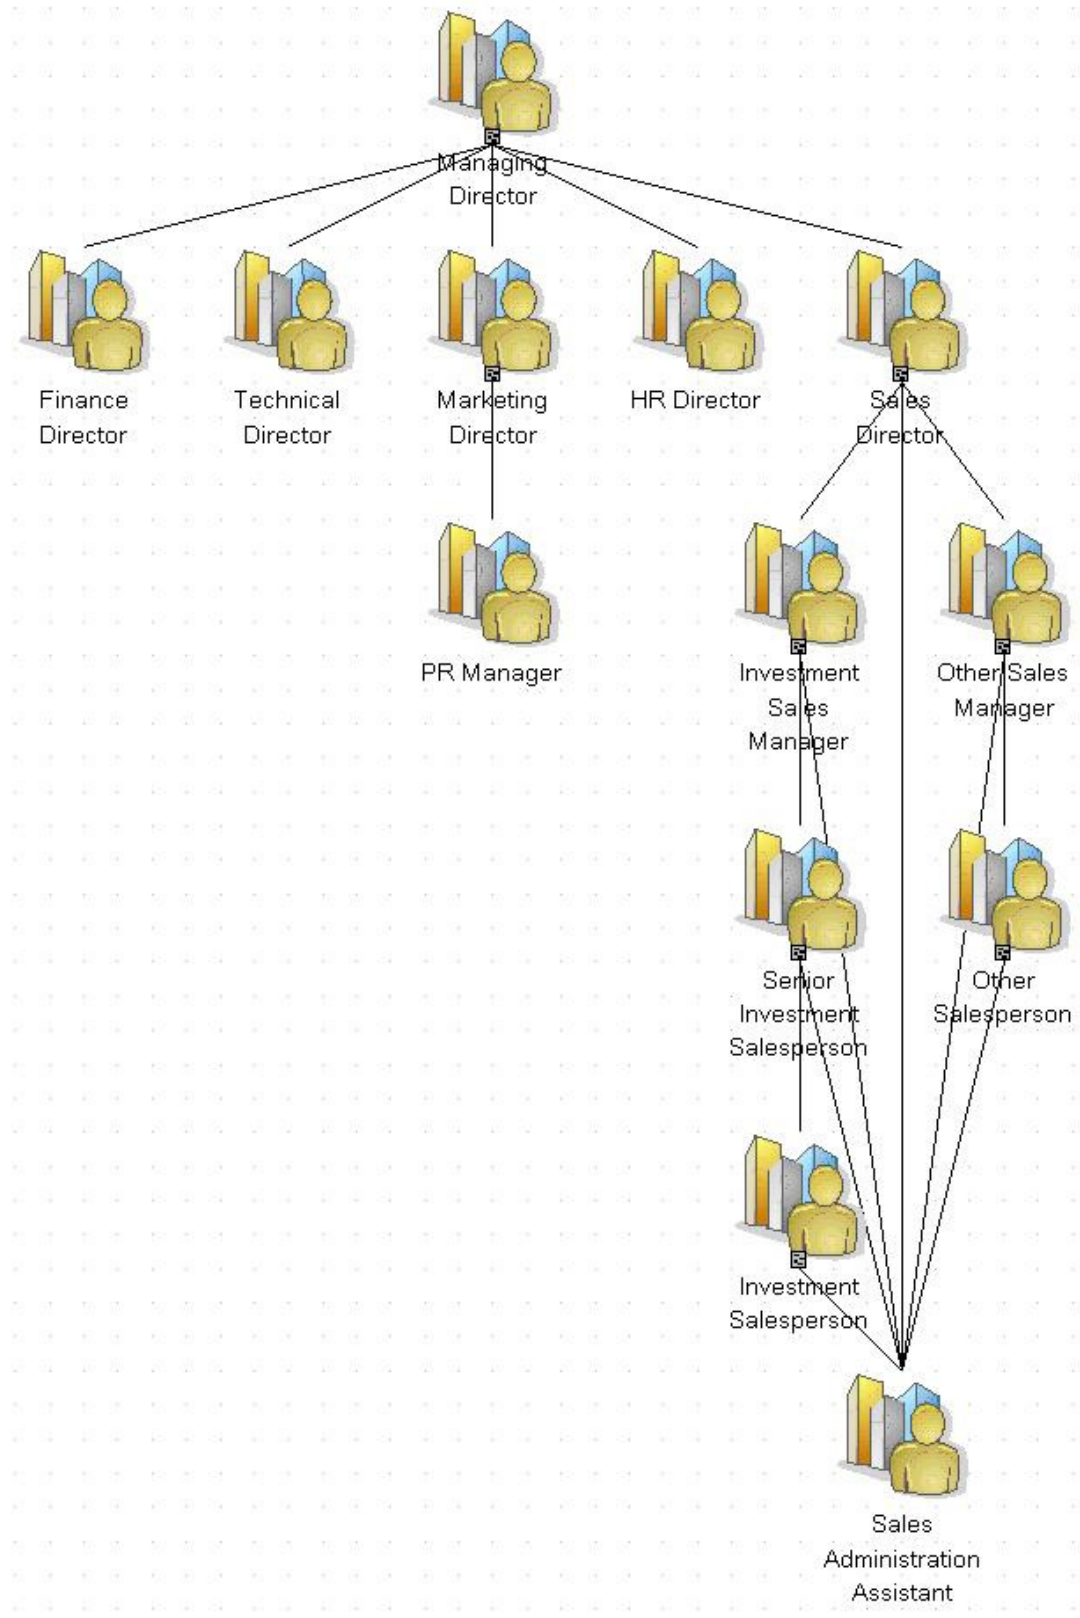 Managing
Director
Finance
Director
Technical
Director
Marketing
Director
HR Director
Sales
Director
PR Manager
Investment
Sales
Manager
Other Sales
Manager
Senior
Investment
Salesperson
Other
Salesperson
Investment
Salesperson
Sales
Administration
Assistant